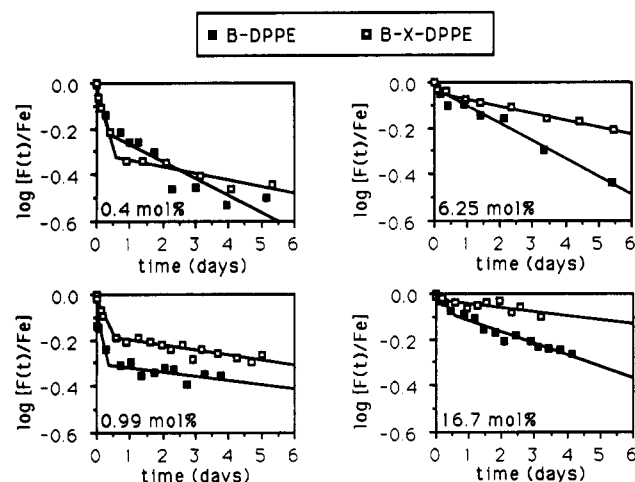 B-DPPE B-X-DPPE
log [F(t)/Fe]
0.0
-0.2
-0.4
-0.6
0.4 mol%
0 1 2 3 4 5 6
time (days)
log [F(t)/Fe]
0.0
-0.2
-0.4
-0.6
6.25 mol%
0 1 2 3 4 5 6
time (days)
log [F(t)/Fe]
0.0
-0.2
-0.4
-0.6
0.99 mol%
0 1 2 3 4 5 6
time (days)
log [F(t)/Fe]
0.0
-0.2
-0.4
-0.6
16.7 mol%
0 1 2 3 4 5 6
time (days)